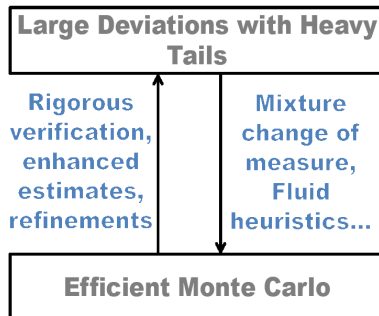 Large Deviations with Heavy
Tails
Rigorous
verification,
enhanced
estimates,
refinements
Mixture
change of
measure,
Fluid
heuristics...
Efficient Monte Carlo